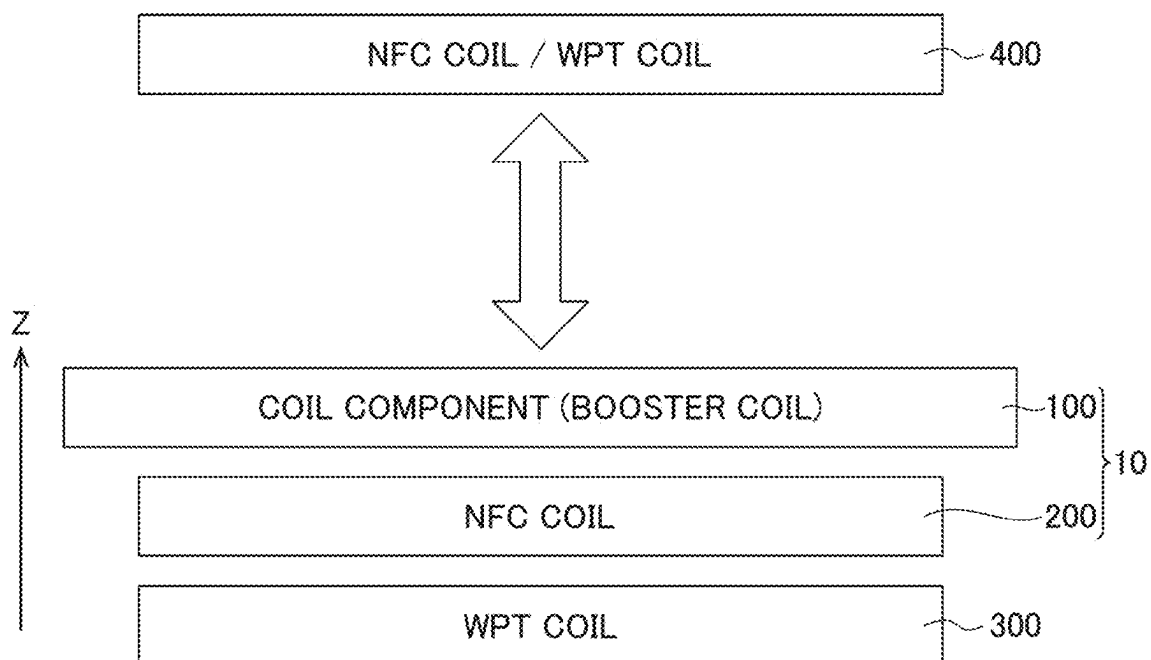 NFC COIL / WPT COIL 400
Z
COIL COMPONENT (BOOSTER COIL) 100
10
NFC COIL 200
WPT COIL 300